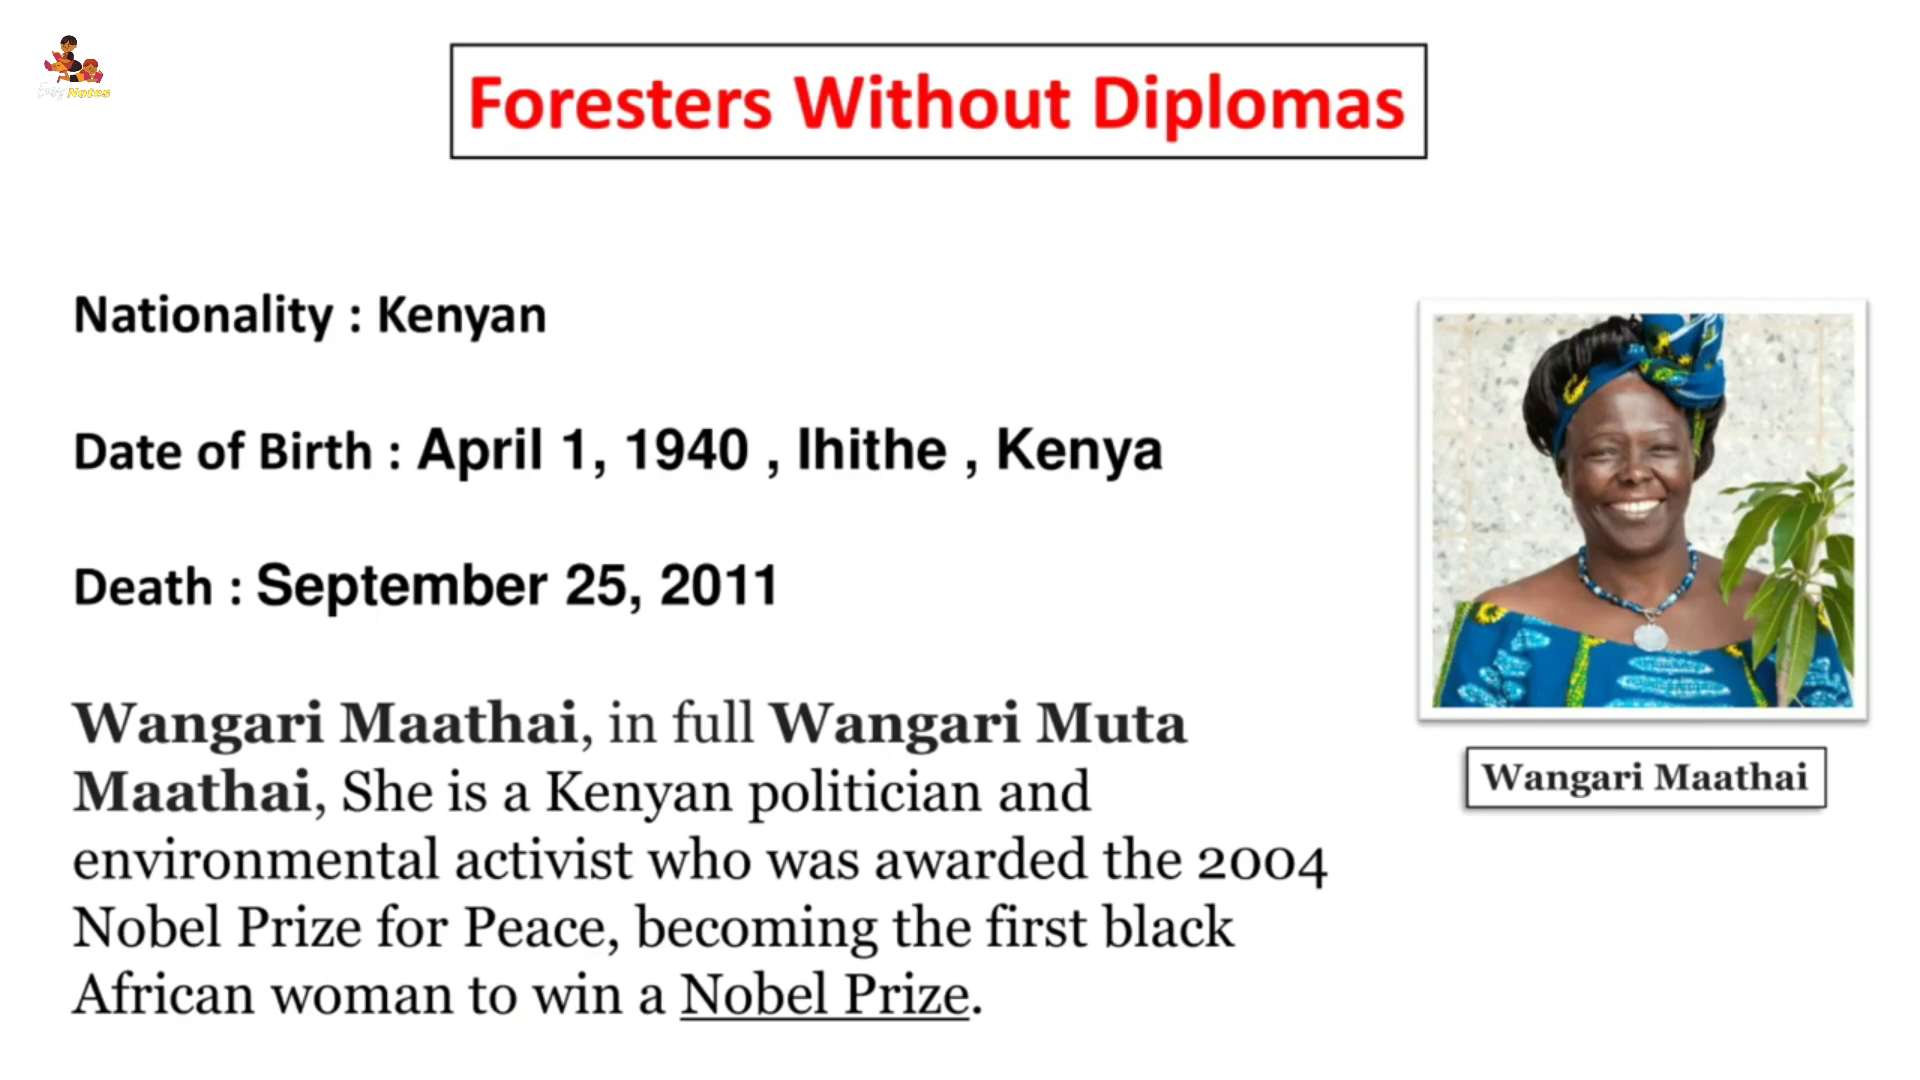 Easy Notes
Foresters Without Diplomas
Nationality : Kenyan
Date of Birth : April 1, 1940 , Ihithe , Kenya
Death : September 25, 2011
Wangari Maathai, in full Wangari Muta
Maathai, She is a Kenyan politician and
environmental activist who was awarded the 2004
Nobel Prize for Peace, becoming the first black
African woman to win a Nobel Prize.
Wangari Maathai